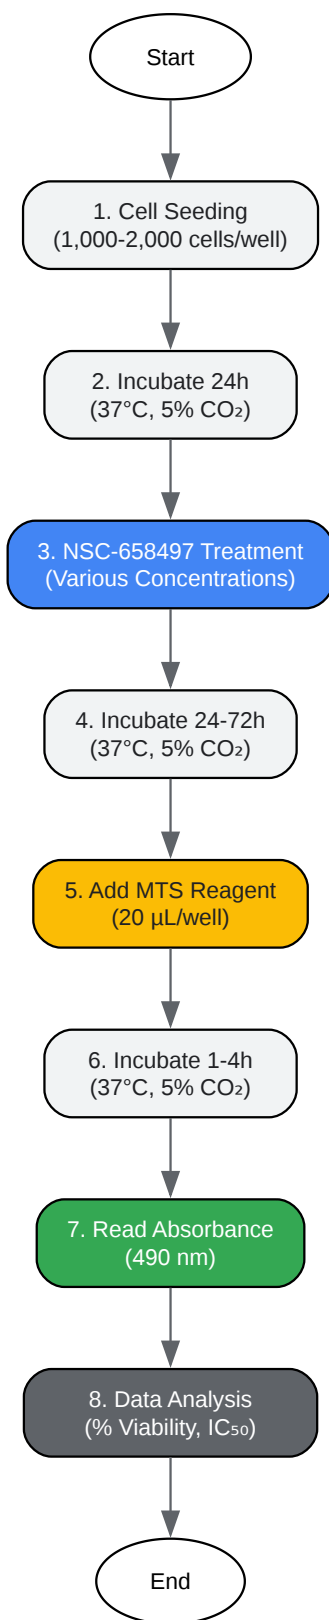 Start
1. Cell Seeding
(1,000-2,000 cells/well)
2. Incubate 24h
(37°C, 5% CO₂)
3. NSC-658497 Treatment
(Various Concentrations)
4. Incubate 24-72h
(37°C, 5% CO₂)
5. Add MTS Reagent
(20 µL/well)
6. Incubate 1-4h
(37°C, 5% CO₂)
7. Read Absorbance
(490 nm)
8. Data Analysis
(% Viability, IC₅₀)
End